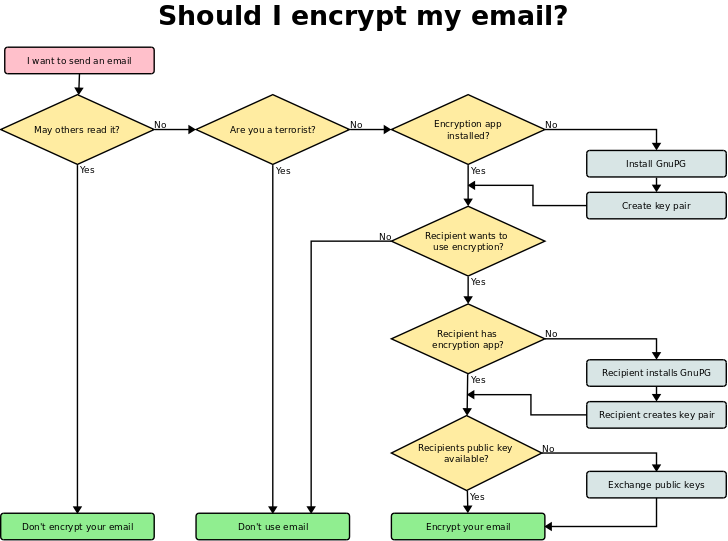 Should I encrypt my email?
I want to send an email
May others read it?
No
Are you a terrorist?
No
Encryption app
installed?
No
Yes
Yes
Yes
Install GnuPG
Create key pair
No
Recipient wants to
use encryption?
Yes
Recipient has
encryption app?
No
Yes
Recipient installs GnuPG
Recipient creates key pair
Recipients public key
available?
No
Yes
Exchange public keys
Don't encrypt your email
Don't use email
Encrypt your email